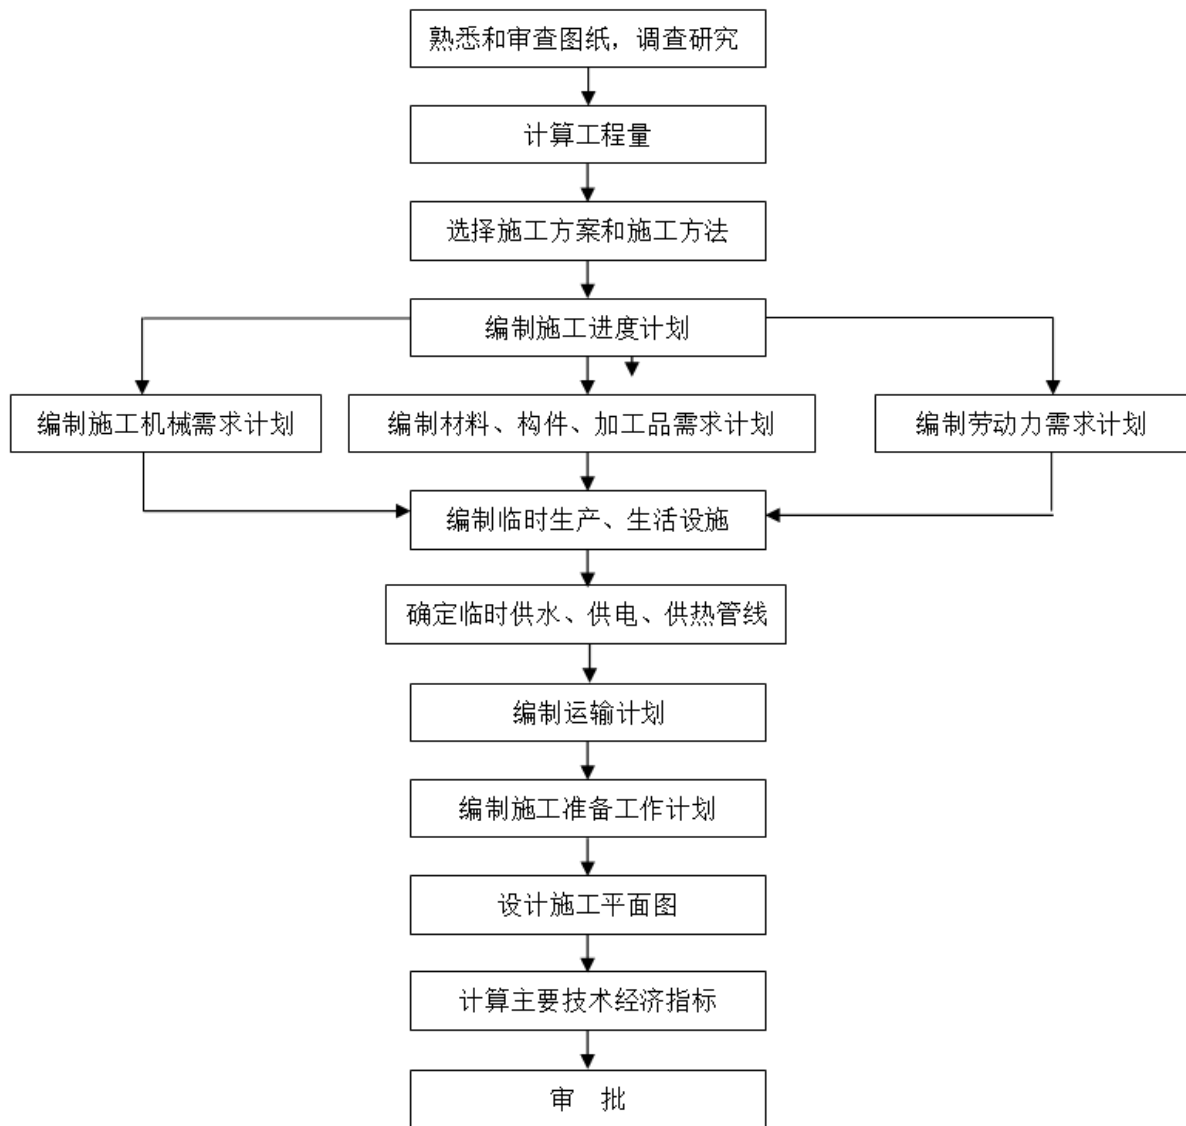 熟悉和审查图纸，调查研究
计算工程量
选择施工方案和施工方法
编制施工进度计划
编制施工机械需求计划
编制材料、构件、加工品需求计划
编制劳动力需求计划
编制临时生产、生活设施
确定临时供水、供电、供热管线
编制运输计划
编制施工准备工作计划
设计施工平面图
计算主要技术经济指标
审　批